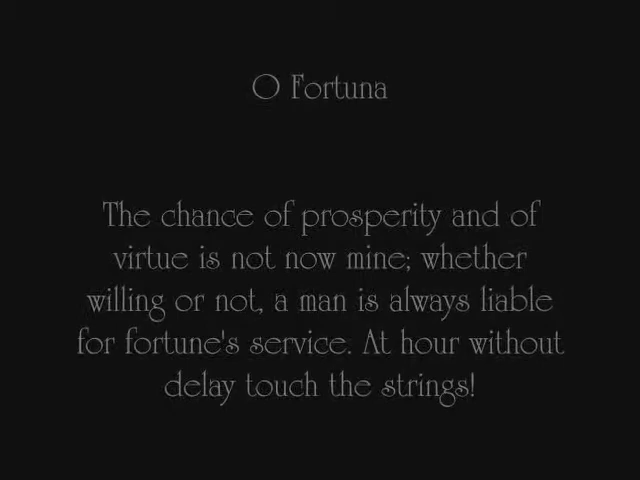 O Fortuna
The chance of prosperity and of
virtue is not now mine; whether
willing or not, a man is always liable
for fortune's service. At hour without
delay touch the strings!